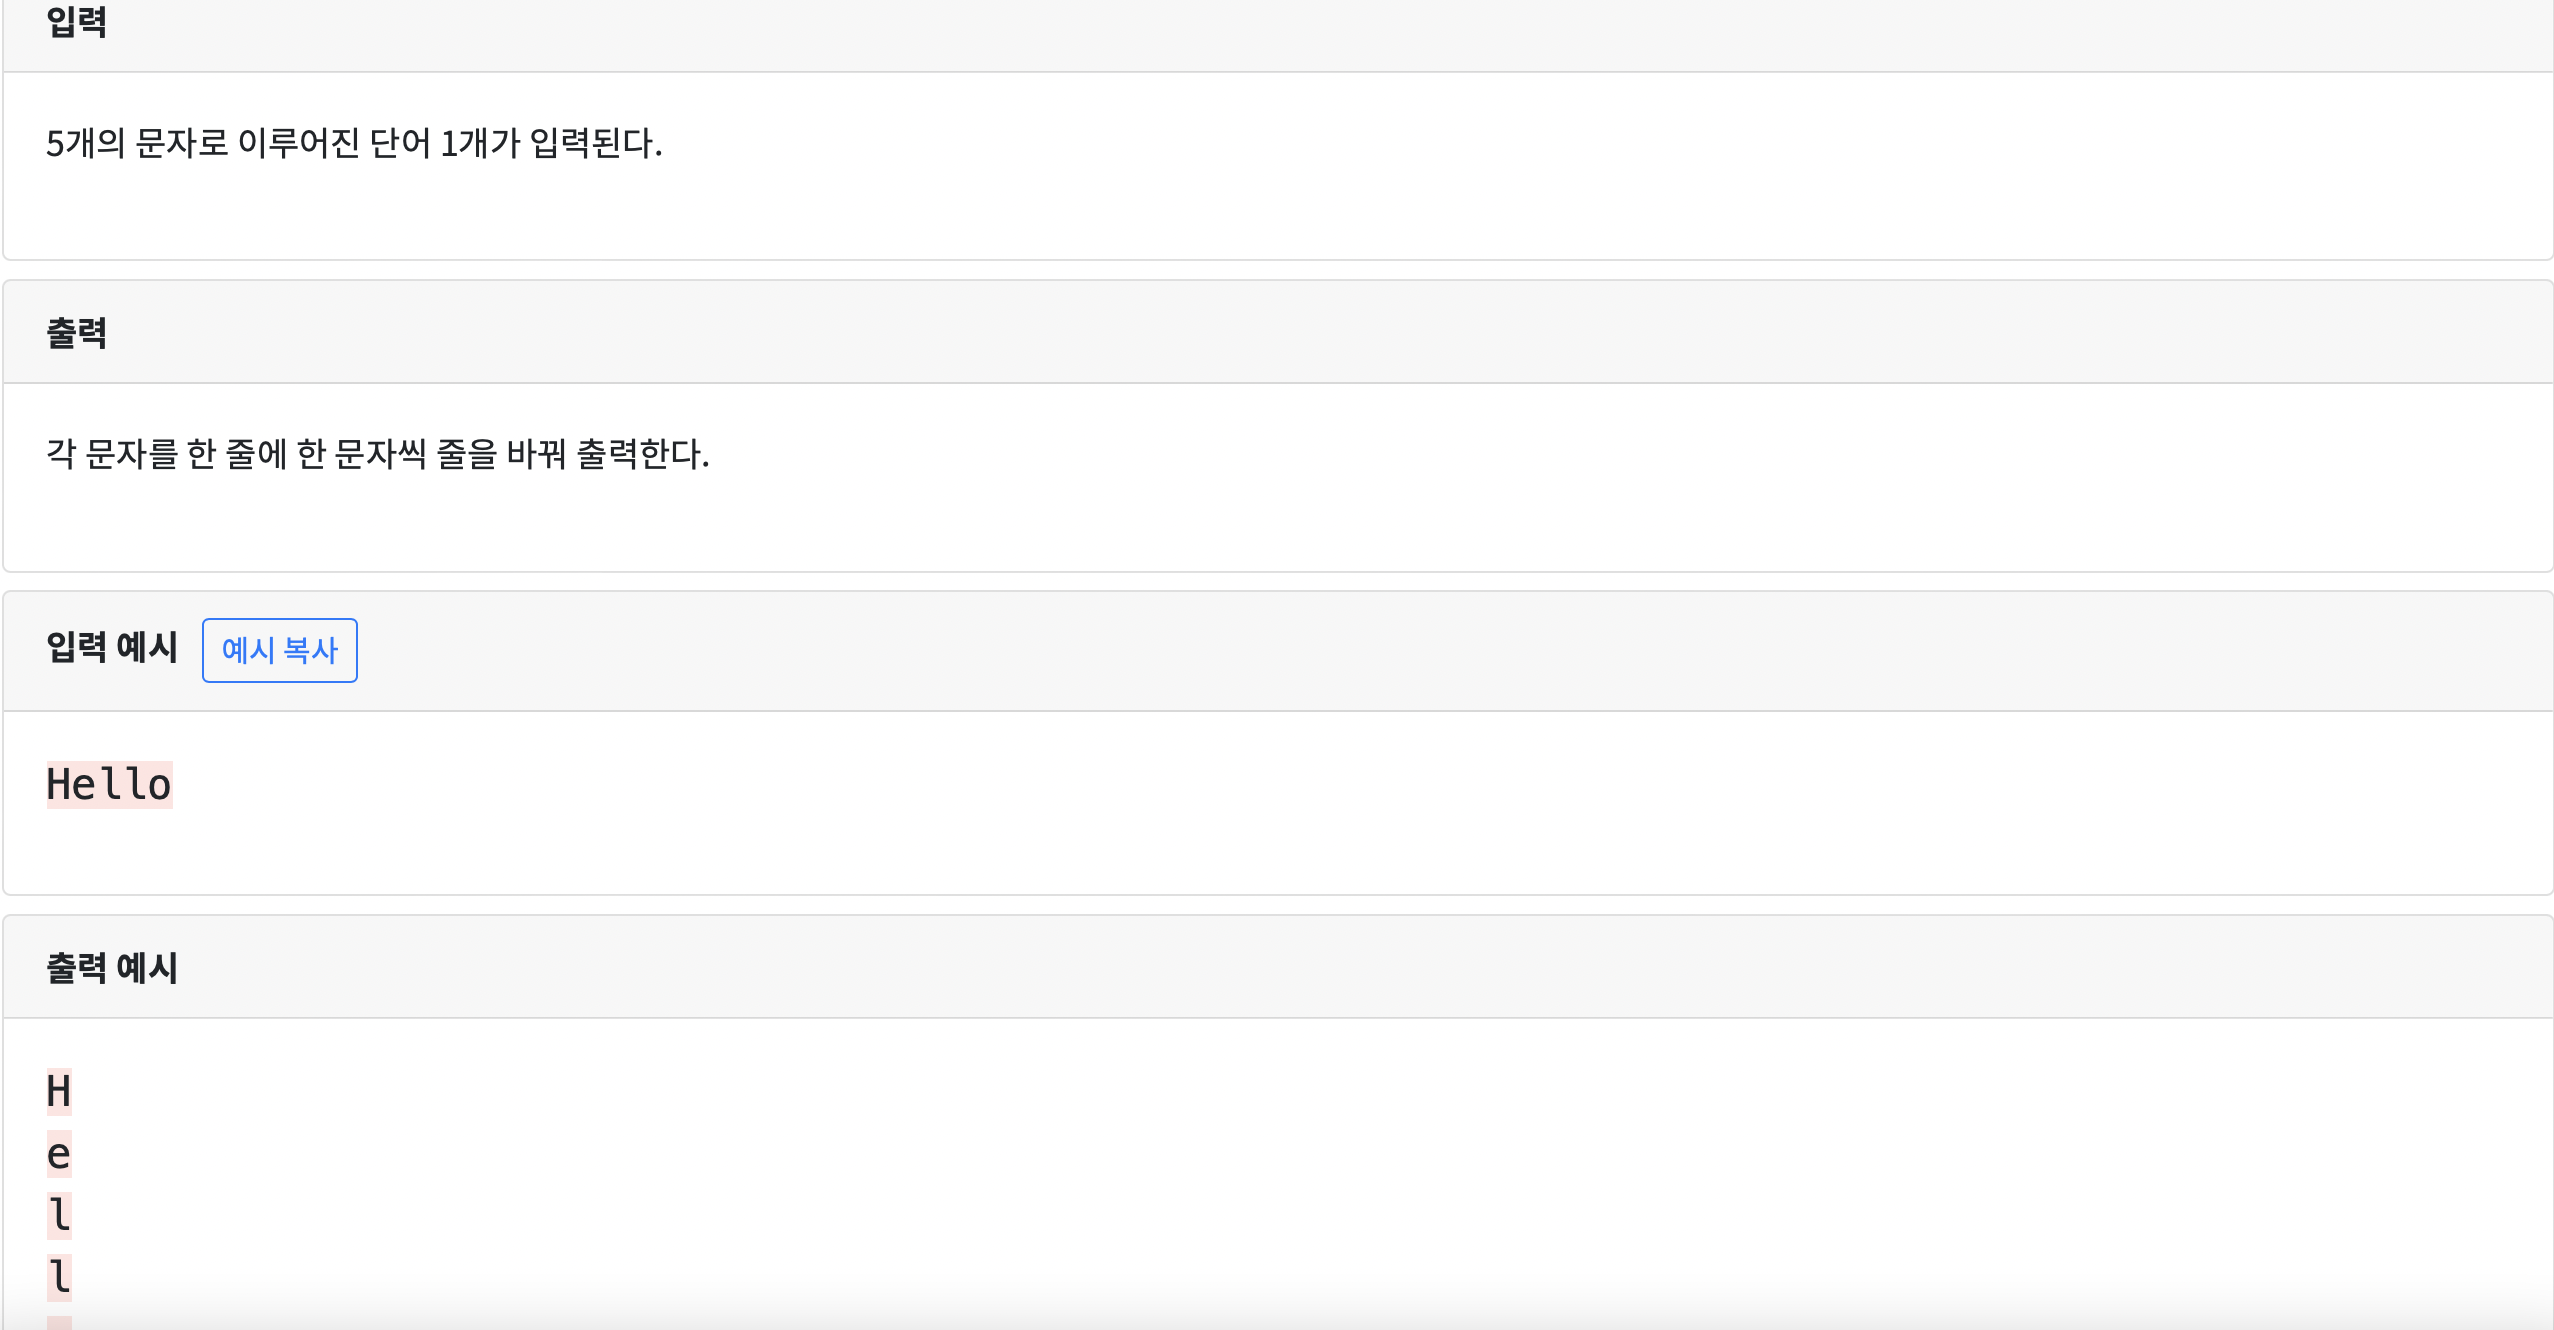 입력
5개의 문자로 이루어진 단어 1개가 입력된다.
출력
각 문자를 한 줄에 한 문자씩 줄을 바꿔 출력한다.
입력 예시 예시 복사
Hello
출력 예시
H
e
l
l